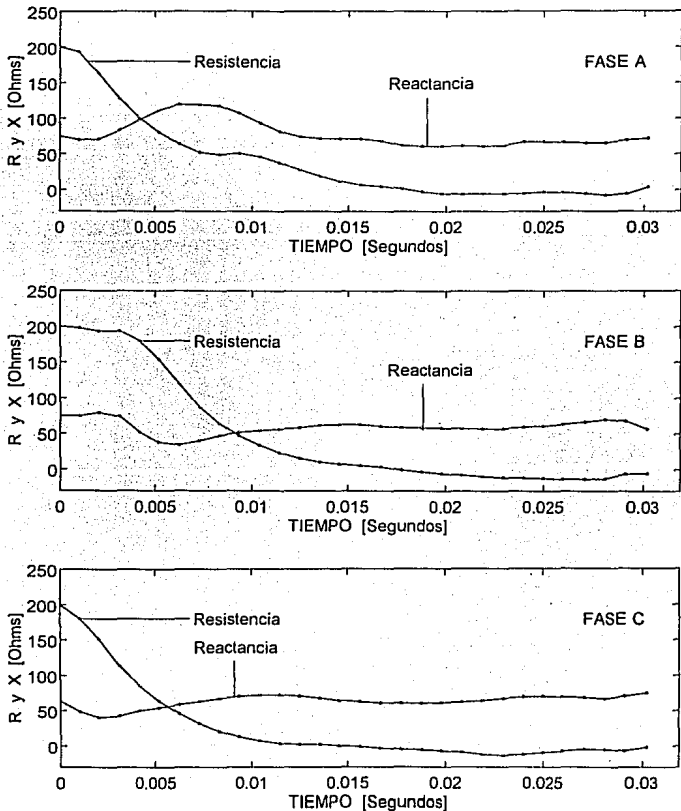 250
200
150
100
50
0
R y X [Ohms]
Resistencia
Reactancia
FASE A
0 0.005 0.01 0.015 0.02 0.025 0.03
TIEMPO [Segundos]
250
200
150
100
50
0
R y X [Ohms]
Resistencia
Reactancia
FASE B
0 0.005 0.01 0.015 0.02 0.025 0.03
TIEMPO [Segundos]
250
200
150
100
50
0
R y X [Ohms]
Resistencia
Reactancia
FASE C
0 0.005 0.01 0.015 0.02 0.025 0.03
TIEMPO [Segundos]